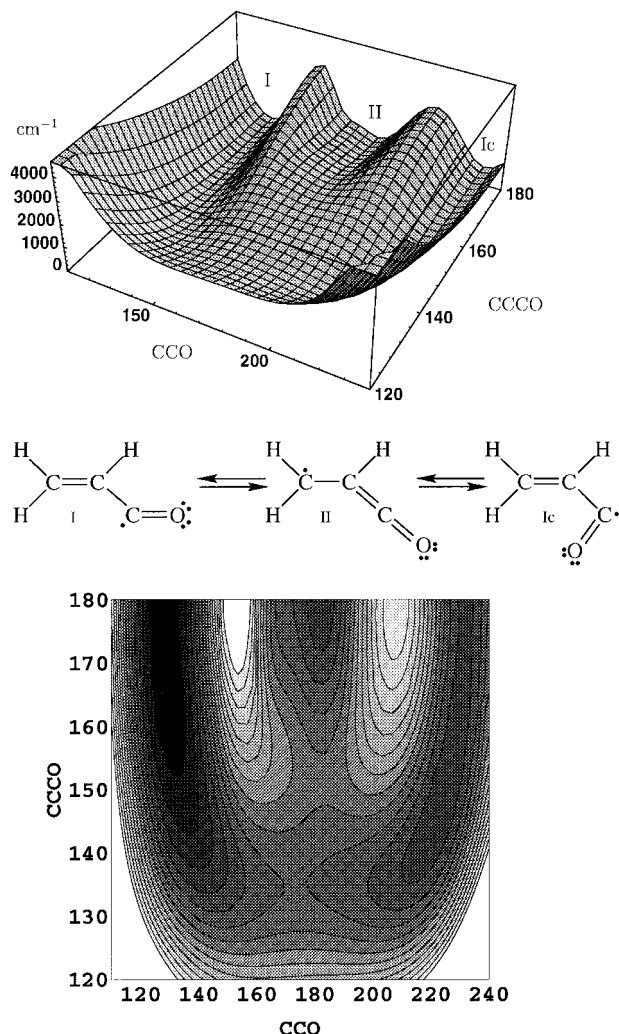 I
II
Ic
cm⁻¹
4000
3000
2000
1000
0
150
200
CCO
120
140
160
180
CCCO
H H H H H H
C=C C–C C=C
H I C=O H II C H Ic C
O O
180
170
160
150
140
130
120
CCCO
120 140 160 180 200 220 240
CCO